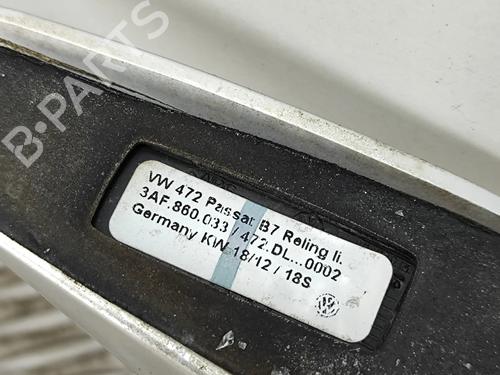 B-PARTS
VW 472 Passat B7 Reling li.
3AF.860.033 / 472.DL...0002
Germany KW 18/12 / 18S